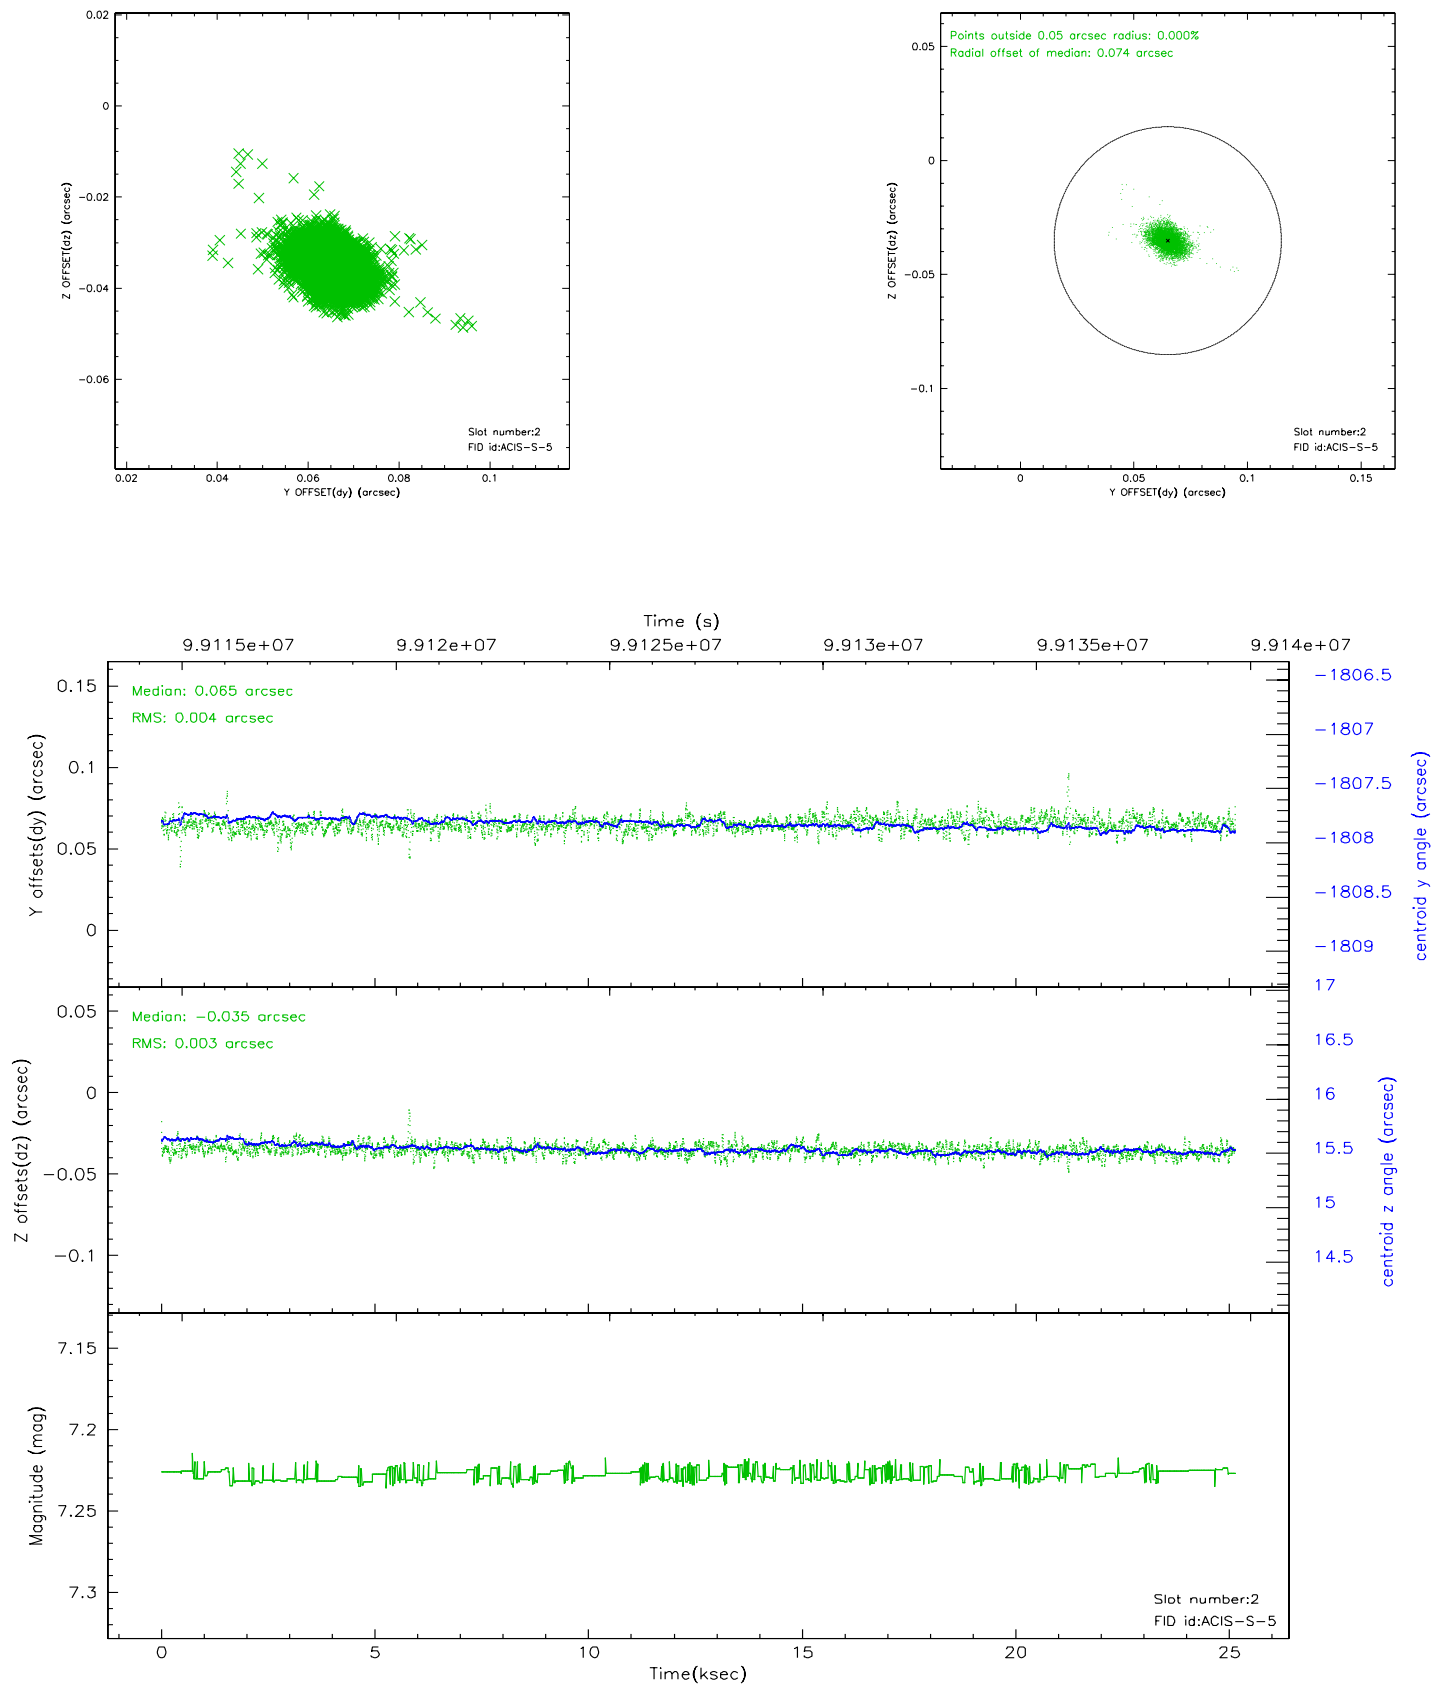 0.02
0
−0.02
−0.04
−0.06
Z OFFSET(dz) (arcsec)
Slot number:2
FID id:ACIS−S−5
0.02 0.04 0.06 0.08 0.1
Y OFFSET(dy) (arcsec)
Points outside 0.05 arcsec radius: 0.000%
Radial offset of median: 0.074 arcsec
0.05
0
−0.05
−0.1
Z OFFSET(dz) (arcsec)
Slot number:2
FID id:ACIS−S−5
0 0.05 0.1 0.15
Y OFFSET(dy) (arcsec)
Time (s)
9.9115e+07 9.912e+07 9.9125e+07 9.913e+07 9.9135e+07 9.914e+07
Median: 0.065 arcsec
RMS: 0.004 arcsec
0.15
0.1
0.05
0
Y offsets(dy) (arcsec)
−1806.5
−1807
−1807.5
−1808
−1808.5
−1809
centroid y angle (arcsec)
Median: −0.035 arcsec
RMS: 0.003 arcsec
0.05
0
−0.05
−0.1
Z offsets(dz) (arcsec)
17
16.5
16
15.5
15
14.5
centroid z angle (arcsec)
7.15
7.2
7.25
7.3
Magnitude (mag)
Slot number:2
FID id:ACIS−S−5
0 5 10 15 20 25
Time(ksec)